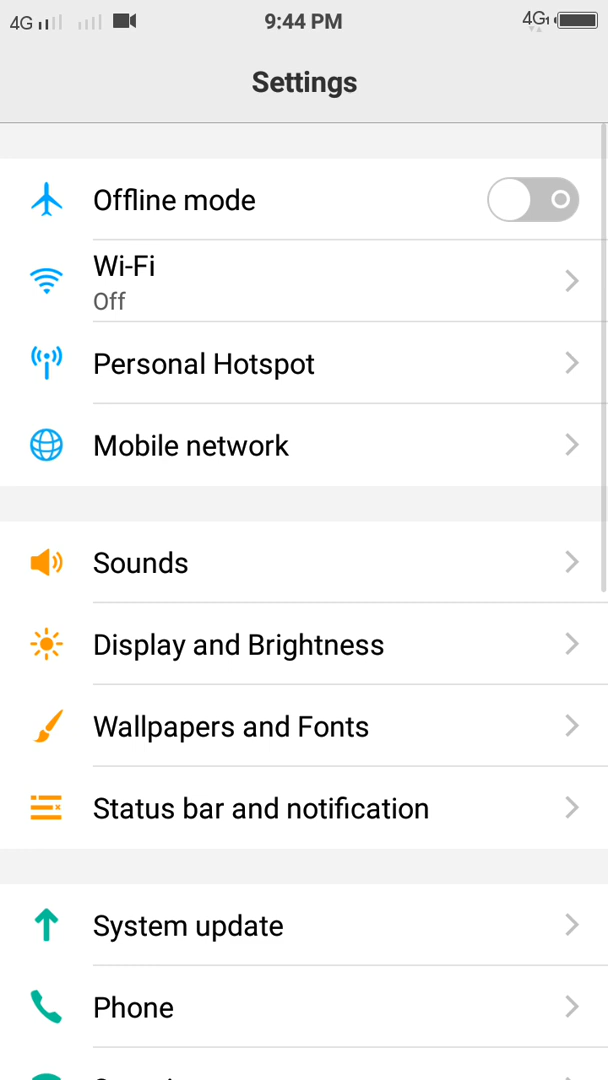 4G 9:44 PM 4G1
Settings
Offline mode
Wi-Fi
Off
Personal Hotspot
Mobile network
Sounds
Display and Brightness
Wallpapers and Fonts
Status bar and notification
System update
Phone